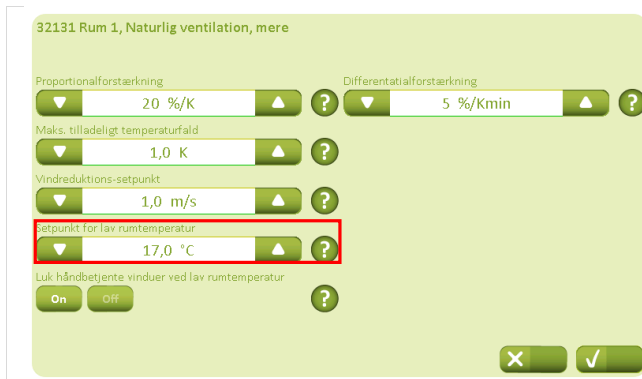 32131 Rum 1, Naturlig ventilation, mere
Proportionalforstærkning
Differentatialforstærkning
20 %/K
?
5 %/Kmin
?
Maks. tilladeligt temperaturfald
1,0 K
?
Vindreduktions-setpunkt
1,0 m/s
?
Setpunkt for lav rumtemperatur
17,0 °C
?
Luk håndbetjente vinduer ved lav rumtemperatur
On Off
?